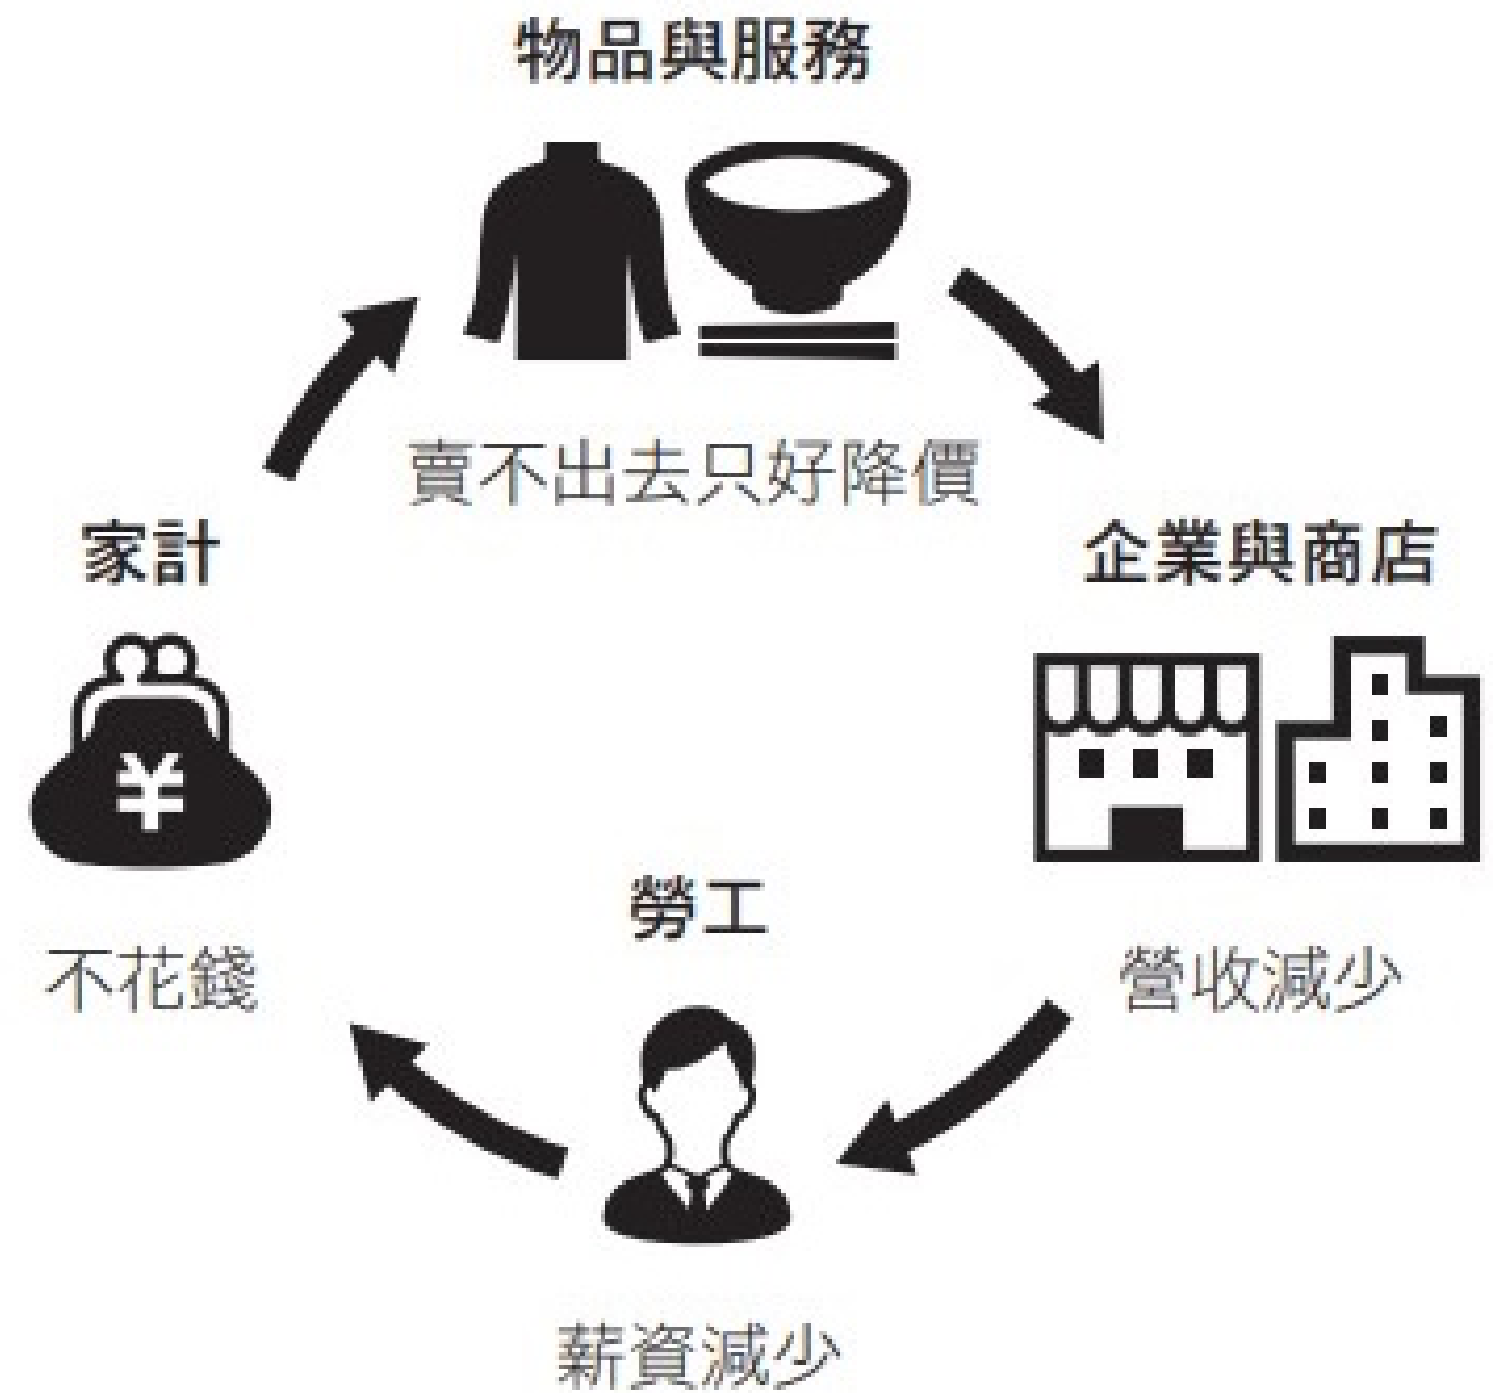 物品與服務
賣不出去只好降價
家計
企業與商店
¥
不花錢
勞工
營收減少
薪資減少